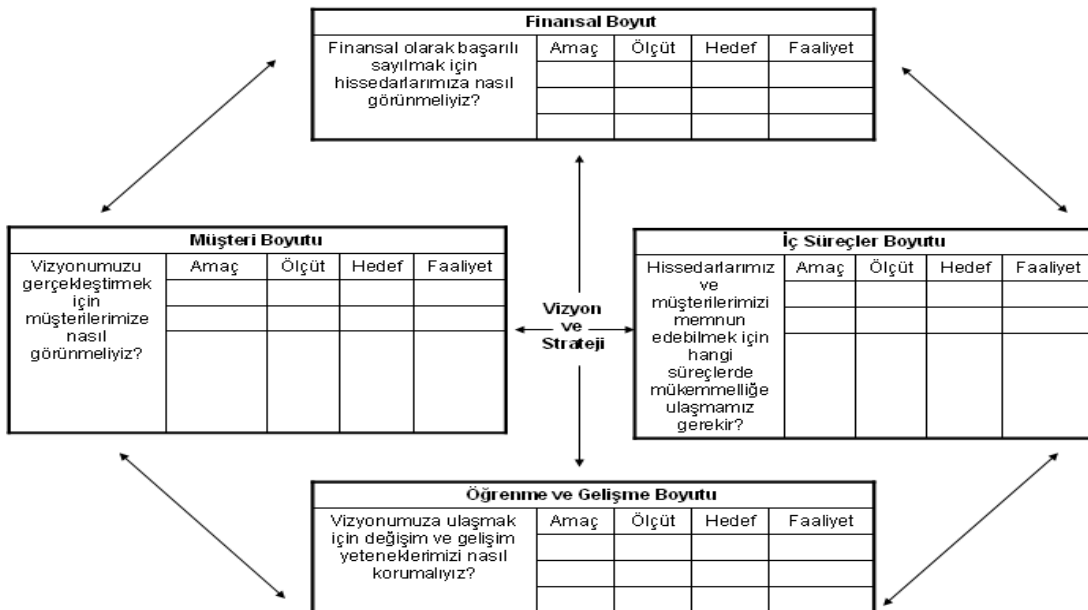 Finansal Boyut
Finansal olarak başarılı
sayılmak için
hissedarlarımıza nasıl
görünmeliyiz?
Amaç Ölçüt Hedef Faaliyet
Müşteri Boyutu
Vizyonumuzu
gerçekleştirmek
için
müşterilerimize
nasıl
görünmeliyiz?
Amaç Ölçüt Hedef Faaliyet
Vizyon
ve
Strateji
İç Süreçler Boyutu
Hissedarlarımız
ve
müşterilerimizi
memnun
edebilmek için
hangi
süreçlerde
mükemmelliğe
ulaşmamız
gerekir?
Amaç Ölçüt Hedef Faaliyet
Öğrenme ve Gelişme Boyutu
Vizyonumuza ulaşmak
için değişim ve gelişim
yeteneklerimizi nasıl
korumalıyız?
Amaç Ölçüt Hedef Faaliyet